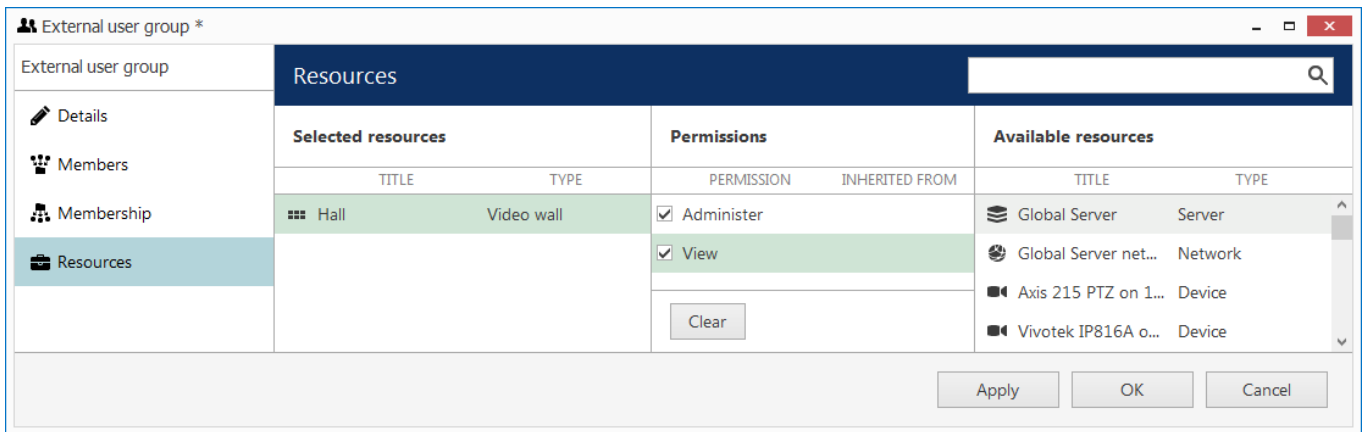 External user group *
External user group
Resources
Details
Members
Membership
Resources
Selected resources
TITLE TYPE
Hall Video wall
Permissions
PERMISSION INHERITED FROM
Administer
View
Clear
Available resources
TITLE TYPE
Global Server Server
Global Server net... Network
Axis 215 PTZ on 1... Device
Vivotek IP816A o... Device
Apply OK Cancel